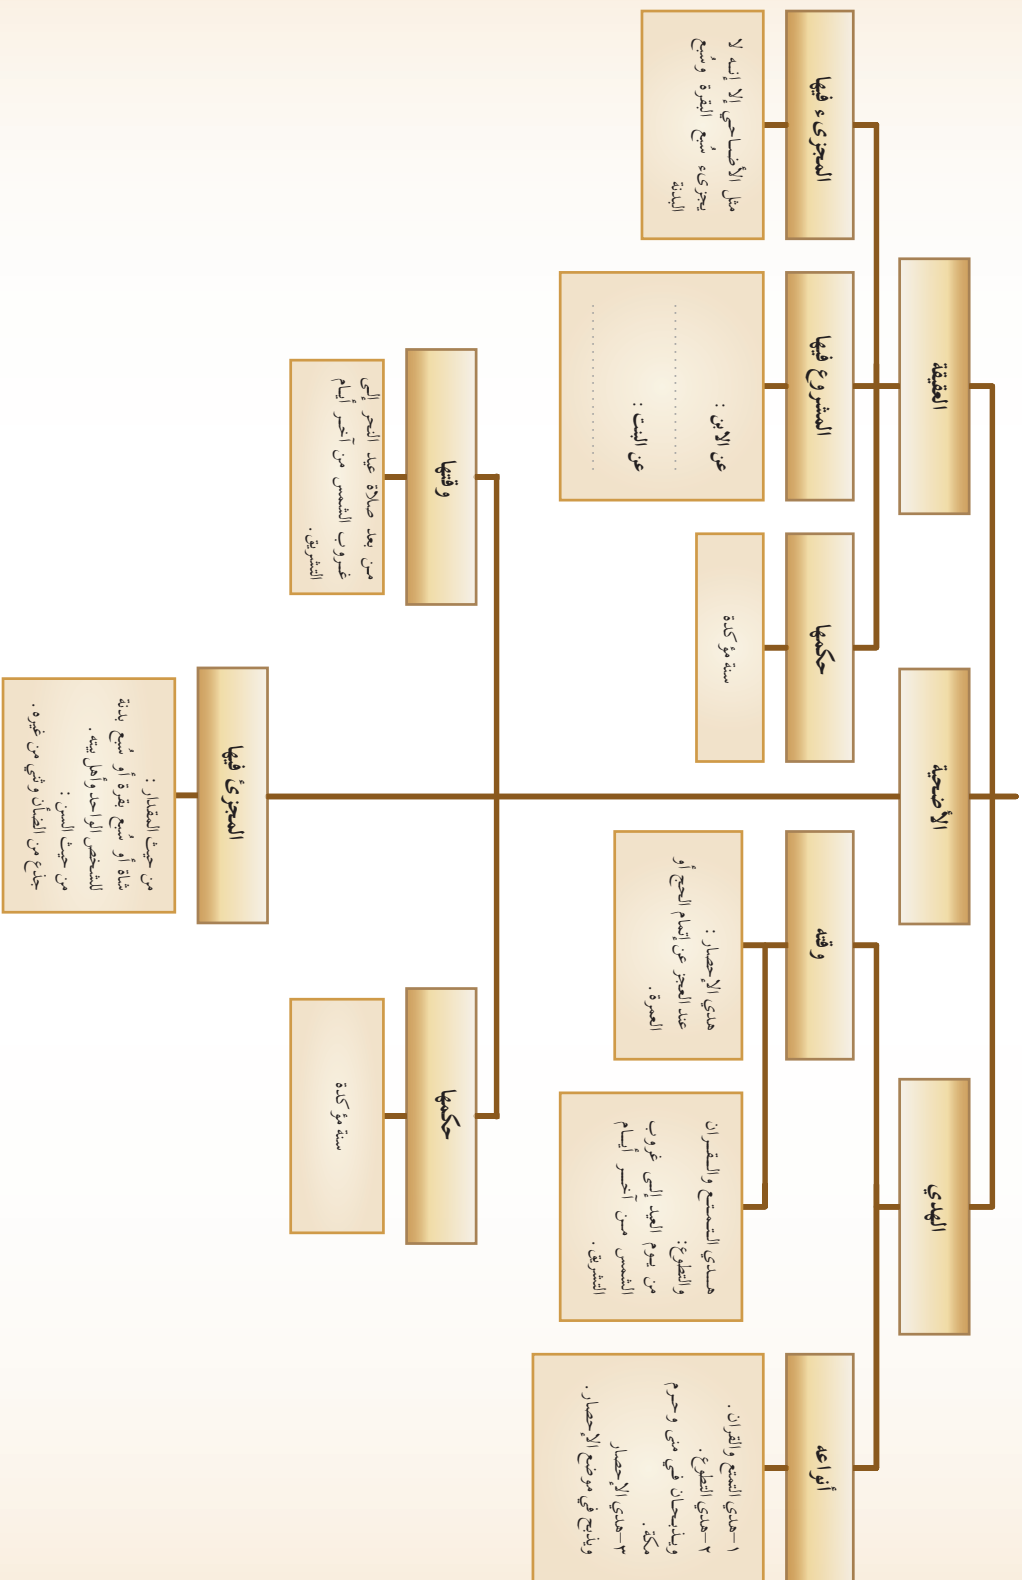 الهدي
أنواعه
١-هدي التمتع والقران.
٢-هدي التطوع.
ويذبحان في منى وحرم
مكة.
٣-هدي الإحصار
ويذبح في موضع الإحصار.
وقته
هدي التمتع والقران
والتطوع:
من يوم العيد إلى غروب
الشمس من آخر أيام
التشريق.
هدي الإحصار :
عند العجز عن إتمام الحج أو
العمرة.
الأضحية
حكمها
سنة مؤكدة
المجزئ فيها
من حيث المقدار :
شاة أو سُبع بقرة أو سُبع بدنة
للشخص الواحد وأهل بيته.
من حيث السن :
جذع من الضأن وثني من غيره.
وقتها
من بعد صلاة عيد النحر إلى
غروب الشمس من آخر أيام
التشريق.
العقيقة
حكمها
سنة مؤكدة
المشروع فيها
عن الابن :
......................
عن البنت :
......................
المجزىء فيها
مثل الأضاحي إلا إنه لا
يجزىء سُبع البقرة وسُبع
البدنة